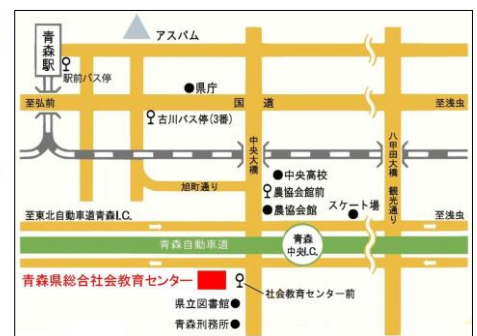 アスパム
青森駅
駅前バス停
県庁
至弘前
国道
至浅虫
古川バス停(3番)
中央大橋
八甲田大橋 観光通り
中央高校
旭町通り
農協会館前
農協会館
スケート場
至東北自動車道青森I.C.
至浅虫
青森自動車道
青森中央I.C.
青森県総合社会教育センター
社会教育センター前
県立図書館
青森刑務所